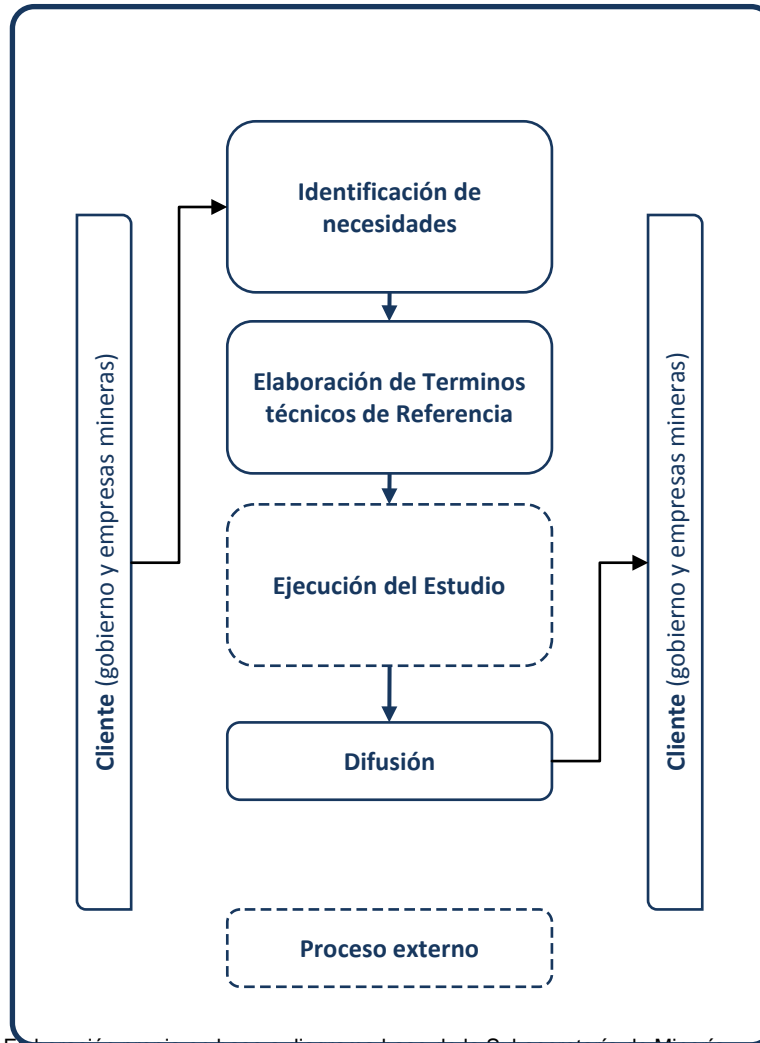 Identificación de
necesidades
Cliente (gobierno y empresas mineras)
Elaboración de Terminos
técnicos de Referencia
Ejecución del Estudio
Difusión
Cliente (gobierno y empresas mineras)
Proceso externo